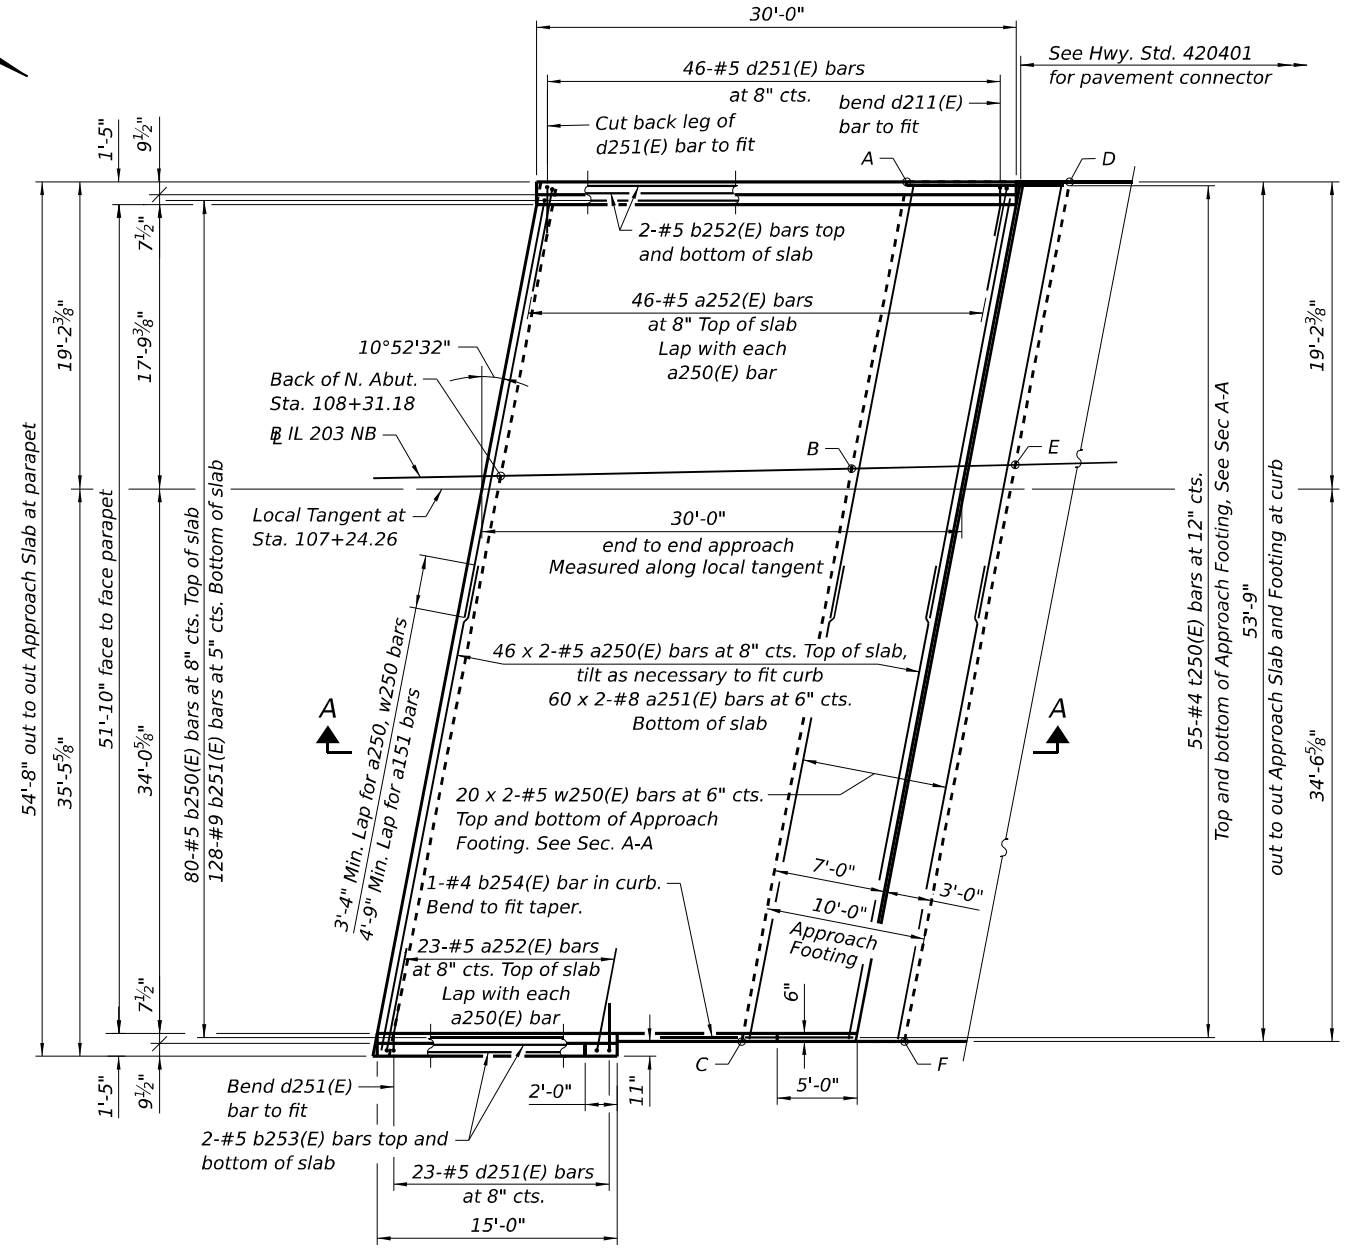 30'-0"
See Hwy. Std. 420401
for pavement connector
46-#5 d251(E) bars
at 8" cts.
bend d211(E)
bar to fit
Cut back leg of
d251(E) bar to fit
1'-5"
9½"
A
D
2-#5 b252(E) bars top
and bottom of slab
7½"
46-#5 a252(E) bars
at 8" Top of slab
Lap with each
a250(E) bar
19'-2⅜"
17'-9⅜"
19'-2⅜"
10°52'32"
Back of N. Abut.
Sta. 108+31.18
IL 203 NB
B
E
Local Tangent at
Sta. 107+24.26
30'-0"
end to end approach
Measured along local tangent
54'-8" out to out Approach Slab at parapet
35'-5⅝"
51'-10" face to face parapet
34'-0⅝"
80-#5 b250(E) bars at 8" cts. Top of slab
128-#9 b251(E) bars at 5" cts. Bottom of slab
3'-4" Min. Lap for a250, w250 bars
4'-9" Min. Lap for a151 bars
46 x 2-#5 a250(E) bars at 8" cts. Top of slab,
tilt as necessary to fit curb
60 x 2-#8 a251(E) bars at 6" cts.
Bottom of slab
A
A
55-#4 t250(E) bars at 12" cts.
Top and bottom of Approach Footing, See Sec A-A
53'-9"
out to out Approach Slab and Footing at curb
34'-6⅝"
20 x 2-#5 w250(E) bars at 6" cts.
Top and bottom of Approach
Footing. See Sec. A-A
1-#4 b254(E) bar in curb.
Bend to fit taper.
7'-0"
3'-0"
10'-0"
Approach
Footing
23-#5 a252(E) bars
at 8" cts. Top of slab
Lap with each
a250(E) bar
7½"
6"
C
F
1'-5"
9½"
Bend d251(E)
bar to fit
2'-0"
11"
5'-0"
2-#5 b253(E) bars top and
bottom of slab
23-#5 d251(E) bars
at 8" cts.
15'-0"